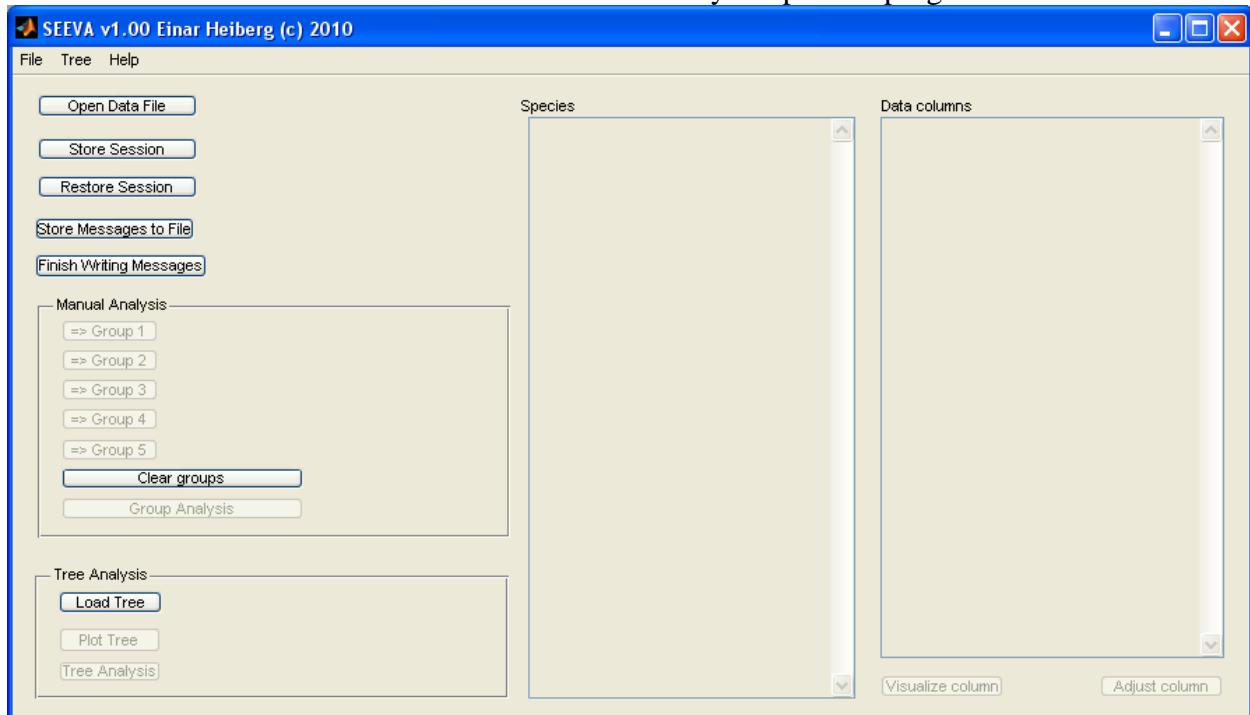 SEEVA v1.00 Einar Heiberg (c) 2010
File Tree Help
Open Data File
Store Session
Restore Session
Store Messages to File
Finish Writing Messages
Manual Analysis
=> Group 1
=> Group 2
=> Group 3
=> Group 4
=> Group 5
Clear groups
Group Analysis
Tree Analysis
Load Tree
Plot Tree
Tree Analysis
Species
Data columns
Visualize column
Adjust column